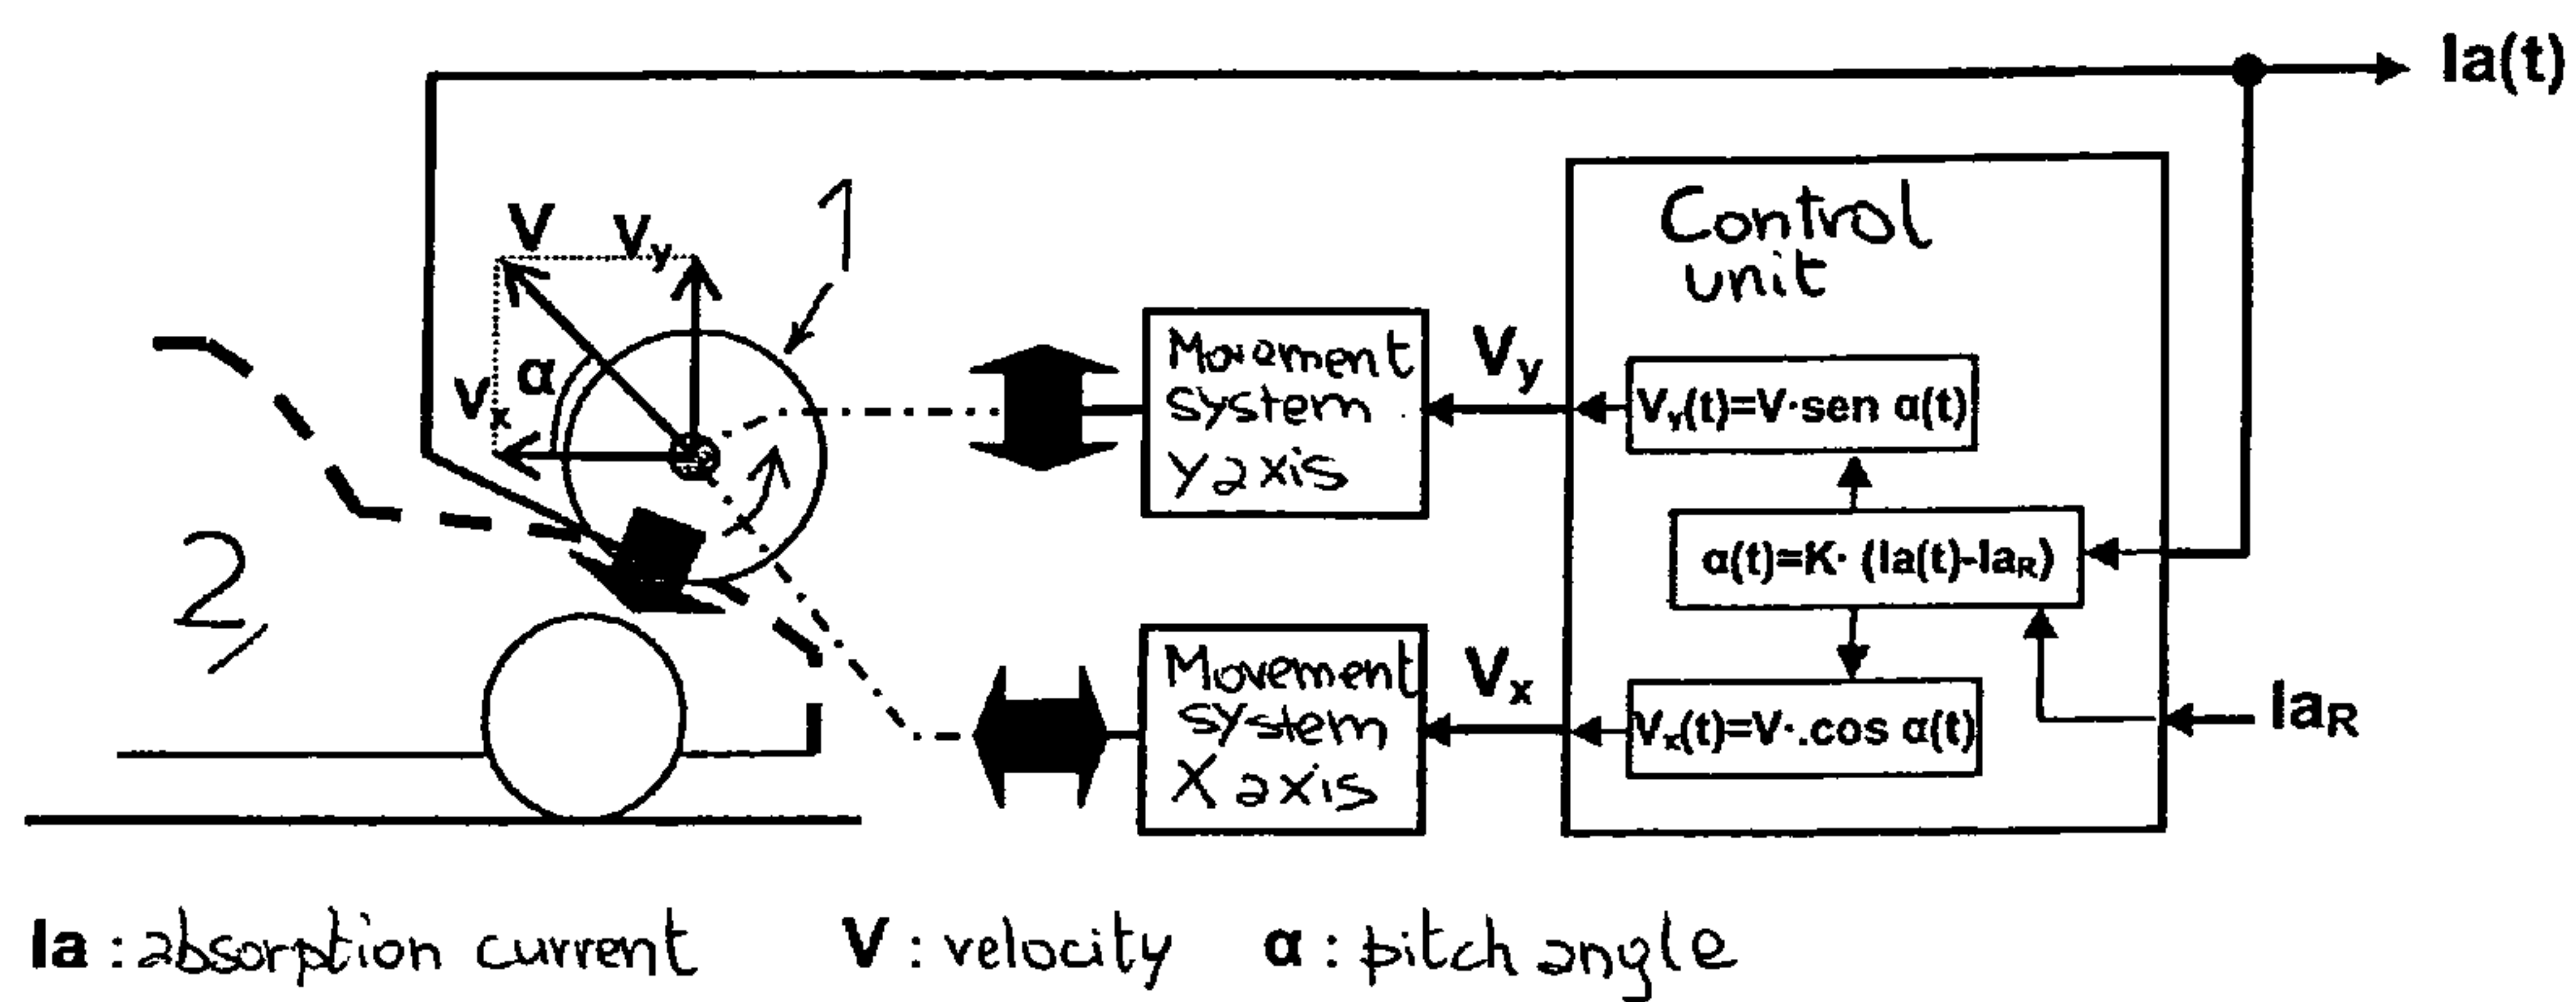 Ia(t)
1
V Vy
Vx α
2
Movement
system
Y axis
Vy
Control
unit
Vy(t)=V·sen α(t)
α(t)=K· (Ia(t)-IaR)
Vx(t)=V·.cos α(t)
IaR
Movement
system
X axis
Vx
Ia : absorption current V : velocity α : pitch angle